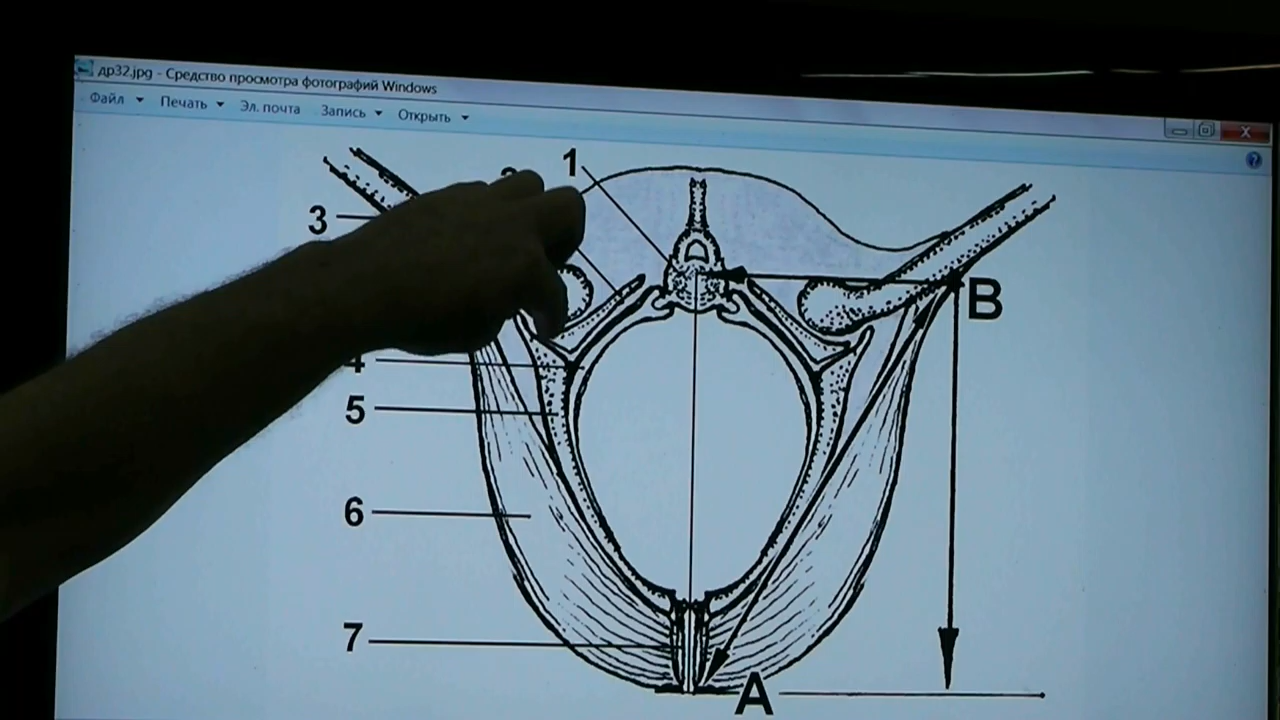 др32.jpg - Средство просмотра фотографий Windows
Файл Печать Эл. почта Запись Открыть
1
3
B
4
5
6
7
A